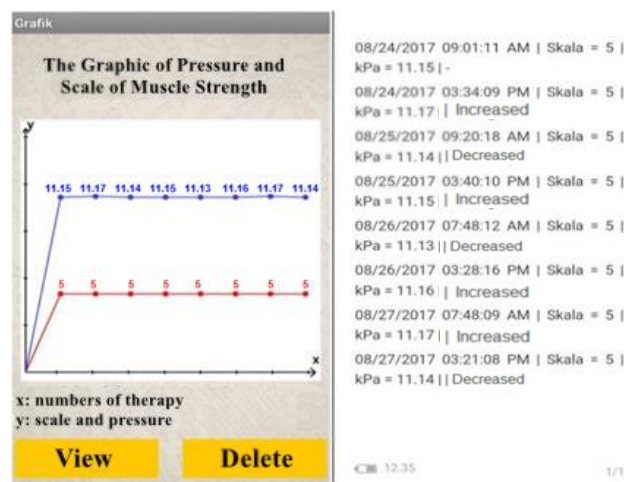 Grafik
The Graphic of Pressure and
Scale of Muscle Strength
y
11.15 11.17 11.14 11.15 11.13 11.16 11.17 11.14
5 5 5 5 5 5 5 5
x
x: numbers of therapy
y: scale and pressure
View Delete
08/24/2017 09:01:11 AM | Skala = 5 |
kPa = 11.15 | -
08/24/2017 03:34:09 PM | Skala = 5 |
kPa = 11.17 | | Increased
08/25/2017 09:20:18 AM | Skala = 5 |
kPa = 11.14 | | Decreased
08/25/2017 03:40:10 PM | Skala = 5 |
kPa = 11.15 | | Increased
08/26/2017 07:48:12 AM | Skala = 5 |
kPa = 11.13 | | Decreased
08/26/2017 03:28:16 PM | Skala = 5 |
kPa = 11.16 | | Increased
08/27/2017 07:48:09 AM | Skala = 5 |
kPa = 11.17 | | Increased
08/27/2017 03:21:08 PM | Skala = 5 |
kPa = 11.14 | | Decreased
12.35 1/1